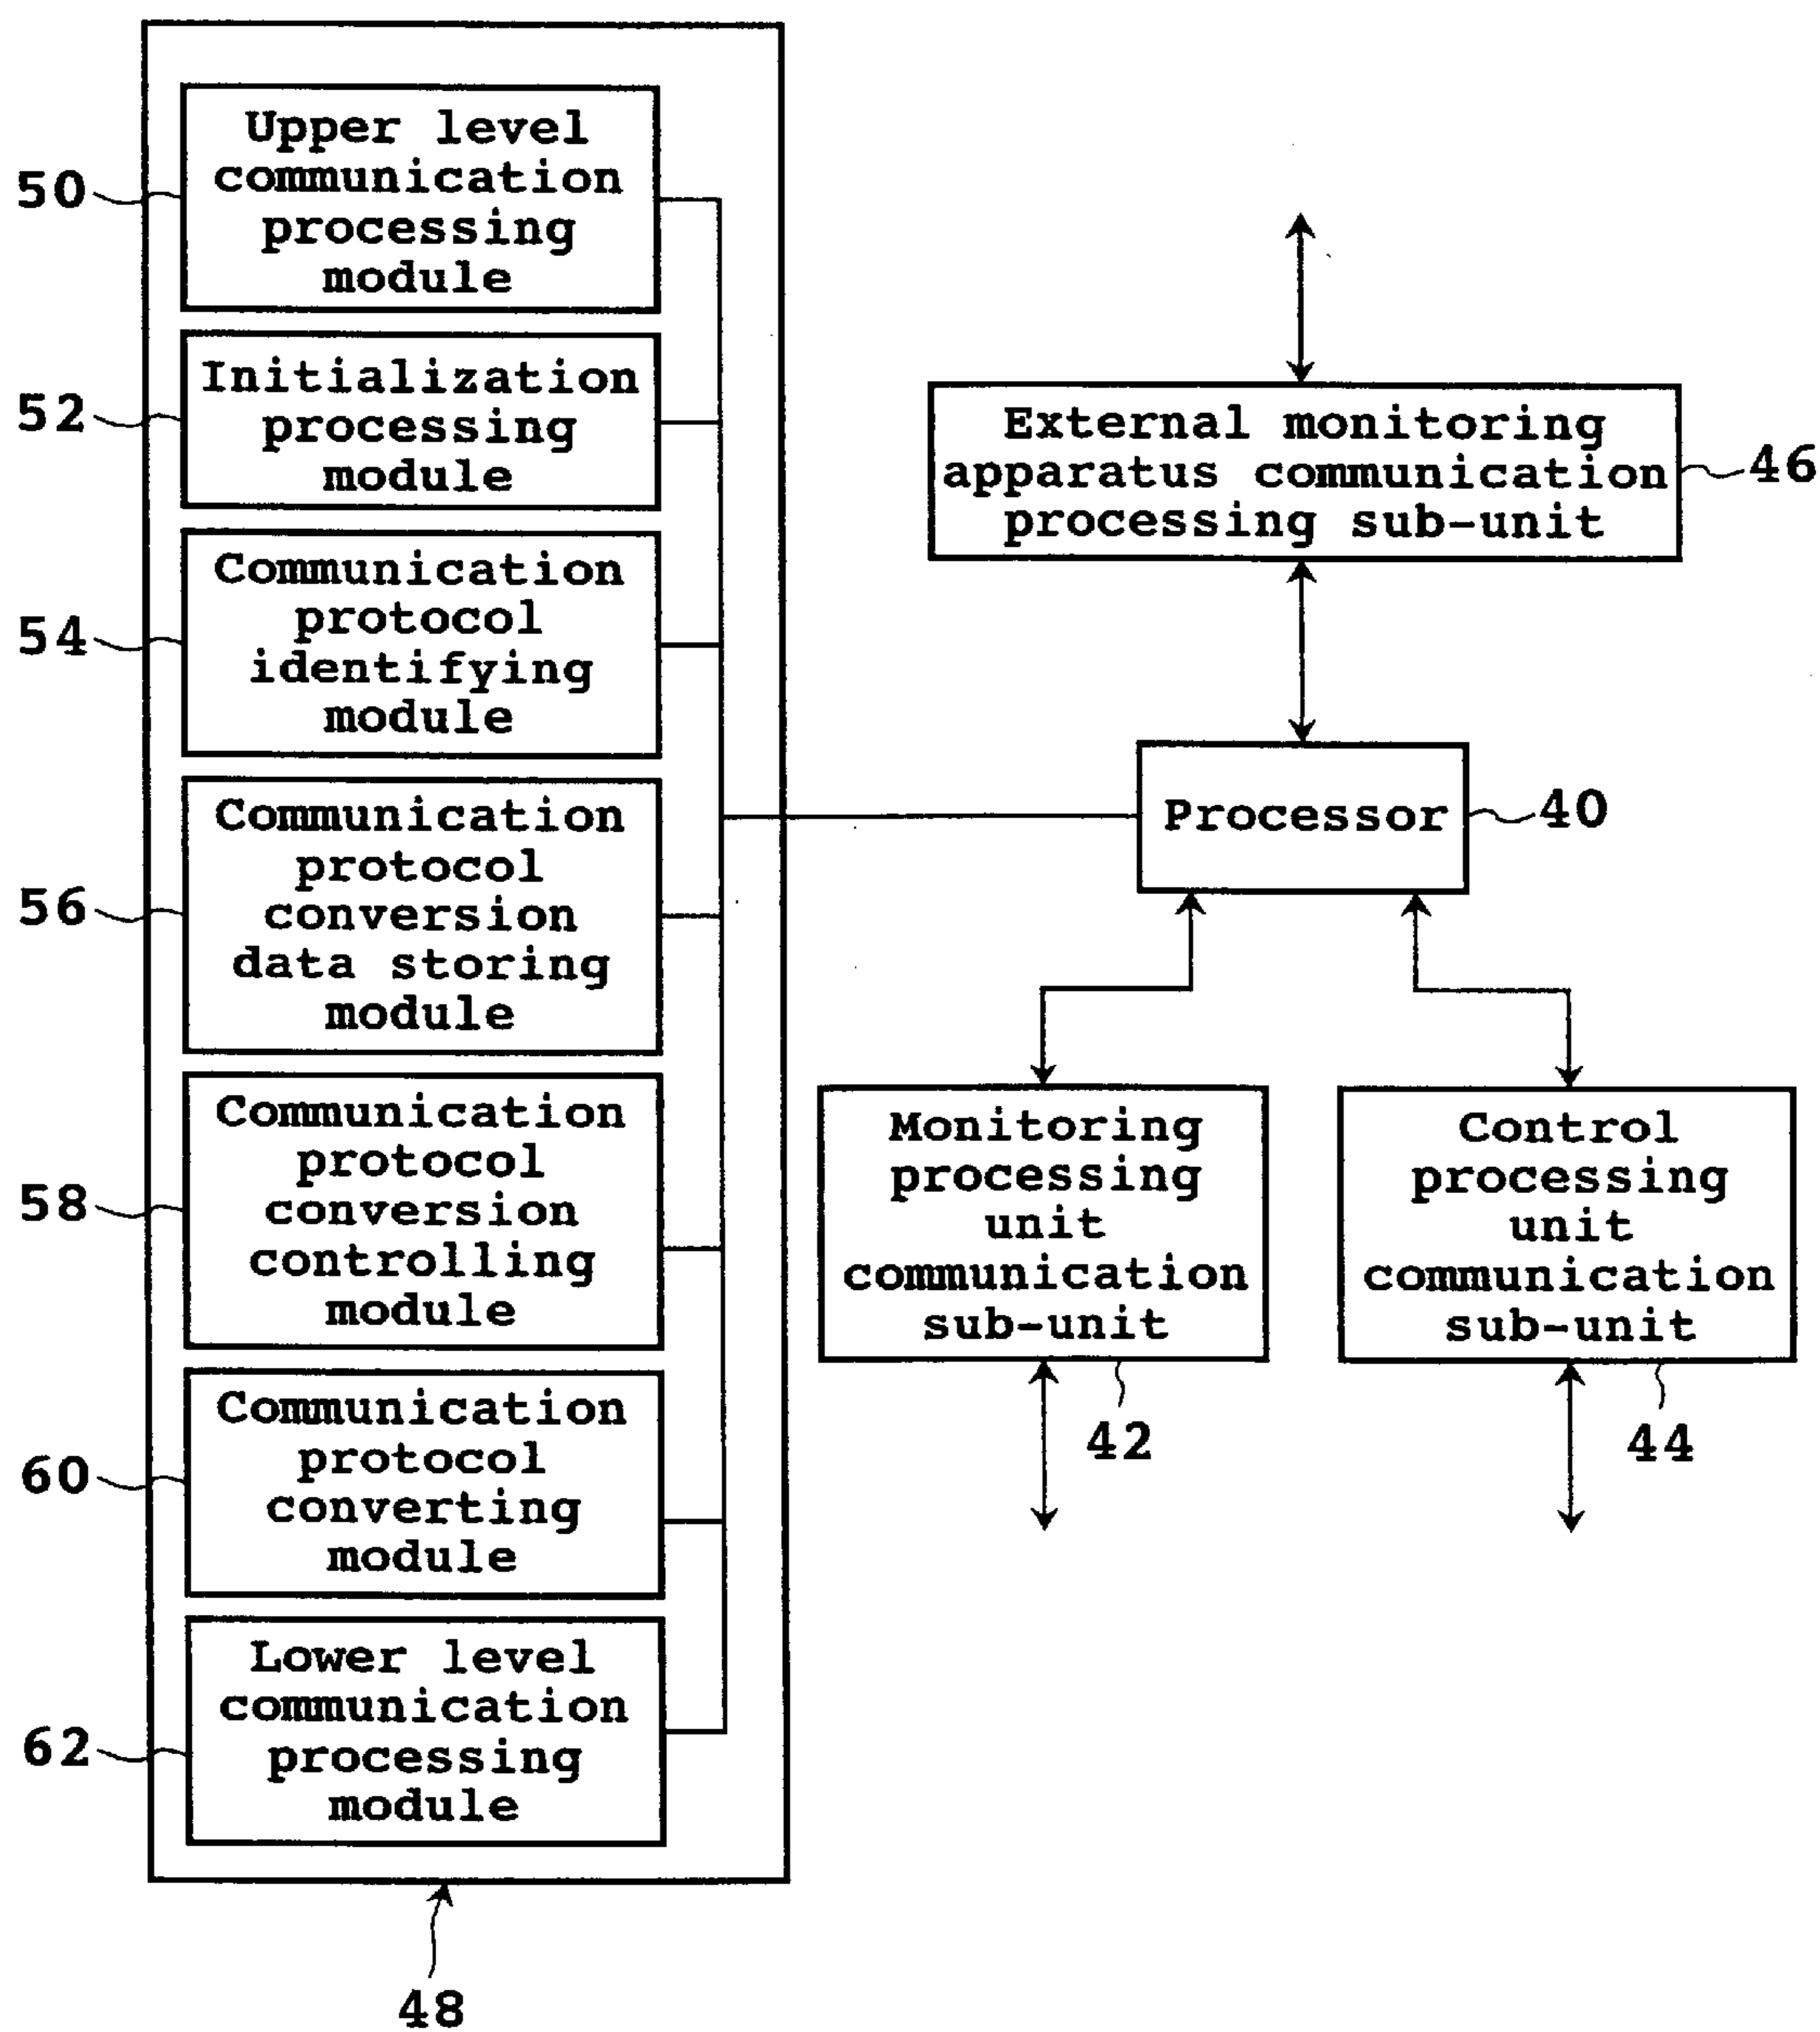 50
Upper level
communication
processing
module
52
Initialization
processing
module
54
Communication
protocol
identifying
module
56
Communication
protocol
conversion
data storing
module
58
Communication
protocol
conversion
controlling
module
60
Communication
protocol
converting
module
62
Lower level
communication
processing
module
48
External monitoring
apparatus communication
processing sub-unit
46
Processor
40
Monitoring
processing
unit
communication
sub-unit
42
Control
processing
unit
communication
sub-unit
44